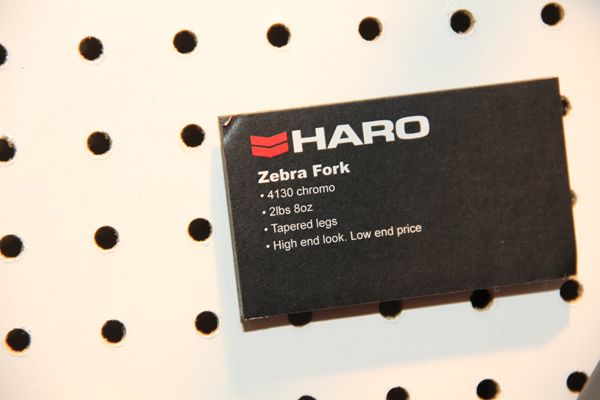 HARO
Zebra Fork
• 4130 chromo
• 2lbs 8oz
• Tapered legs
• High end look. Low end price